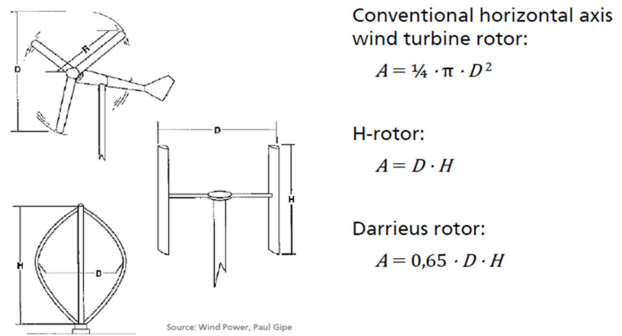 Conventional horizontal axis
wind turbine rotor:
A = ¼ · π · D²
H-rotor:
A = D · H
Darrieus rotor:
A = 0,65 · D · H
D
R
D
H
H
D
Source: Wind Power, Paul Gipe